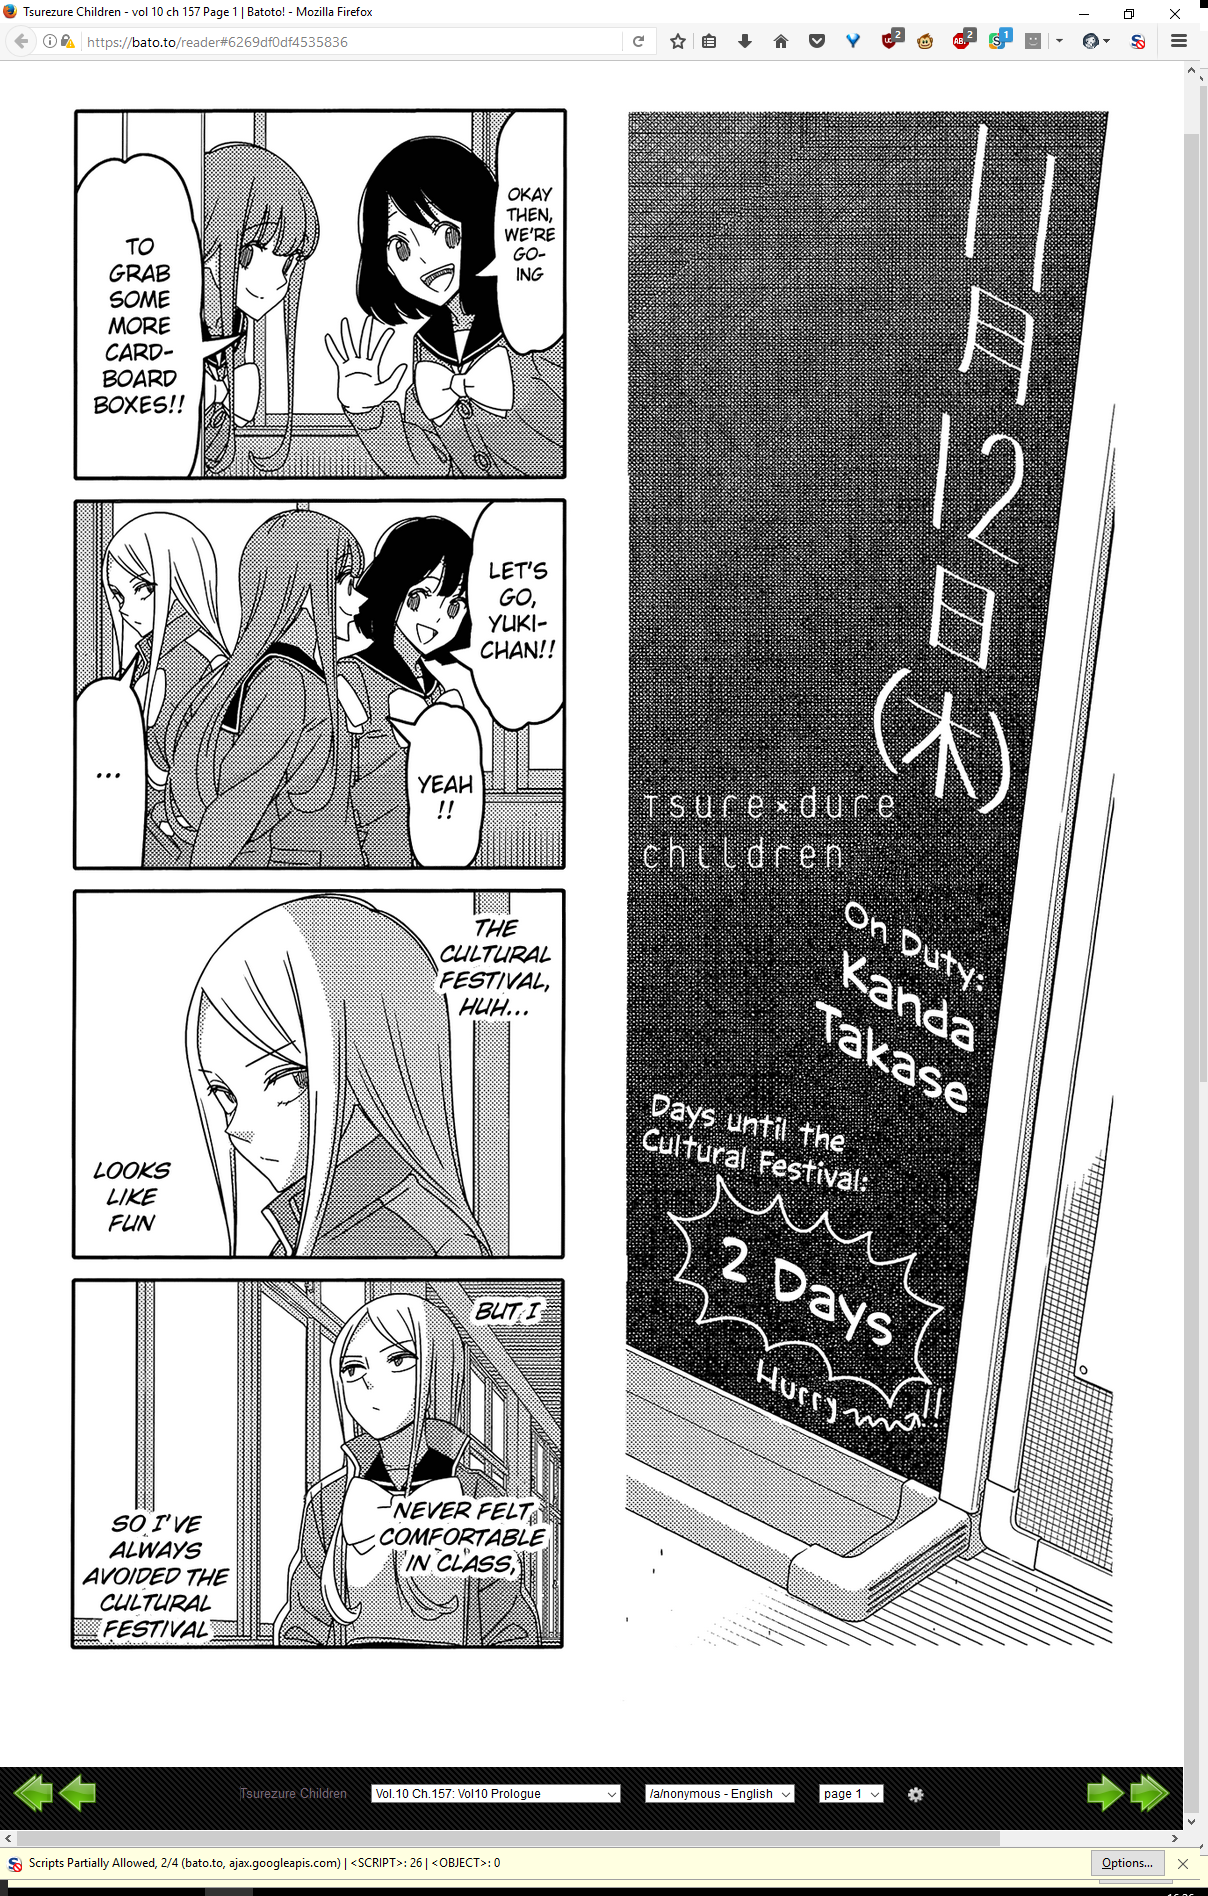 Tsurezure Children - vol 10 ch 157 Page 1 | Batoto! - Mozilla Firefox
https://bato.to/reader#6269df0df4535836
2
2
1
11月12日(木)
Tsure×dure
children
On Duty:
Kanda
Takase
Days until the
Cultural Festival:
2 Days
Hurry
!!
OKAY
THEN,
WE'RE
GO-
ING
TO
GRAB
SOME
MORE
CARD-
BOARD
BOXES!!
LET'S
GO,
YUKI-
CHAN!!
YEAH
!!
...
THE
CULTURAL
FESTIVAL,
HUH...
LOOKS
LIKE
FUN
BUT I
NEVER FELT
COMFORTABLE
IN CLASS,
SO I'VE
ALWAYS
AVOIDED THE
CULTURAL
FESTIVAL
Tsurezure Children
Vol.10 Ch.157: Vol10 Prologue
/a/nonymous - English
page 1
Scripts Partially Allowed, 2/4 (bato.to, ajax.googleapis.com) | <SCRIPT>: 26 | <OBJECT>: 0
Options...